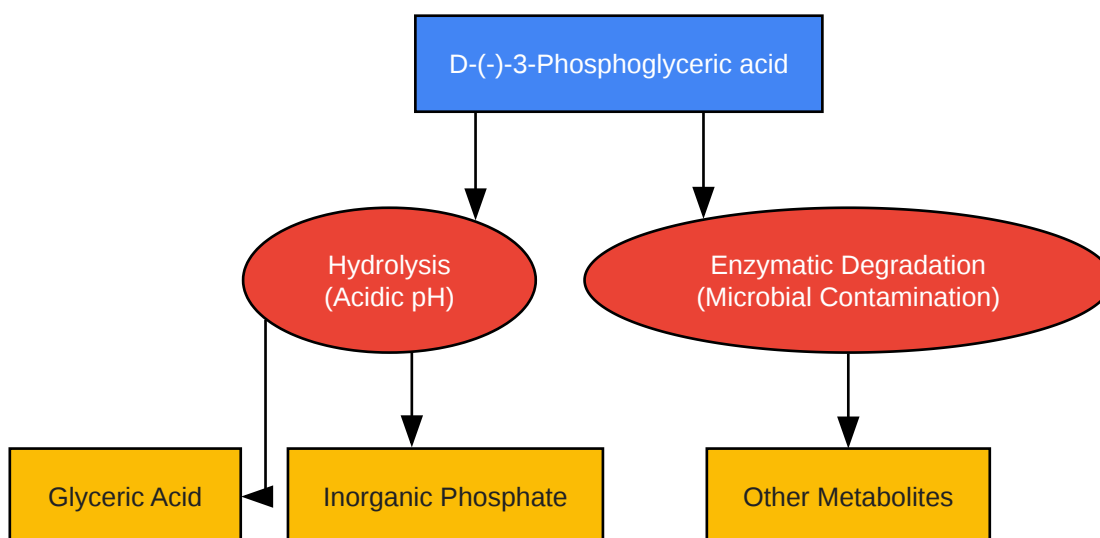 D-(-)-3-Phosphoglyceric acid
Hydrolysis
(Acidic pH)
Enzymatic Degradation
(Microbial Contamination)
Glyceric Acid
Inorganic Phosphate
Other Metabolites